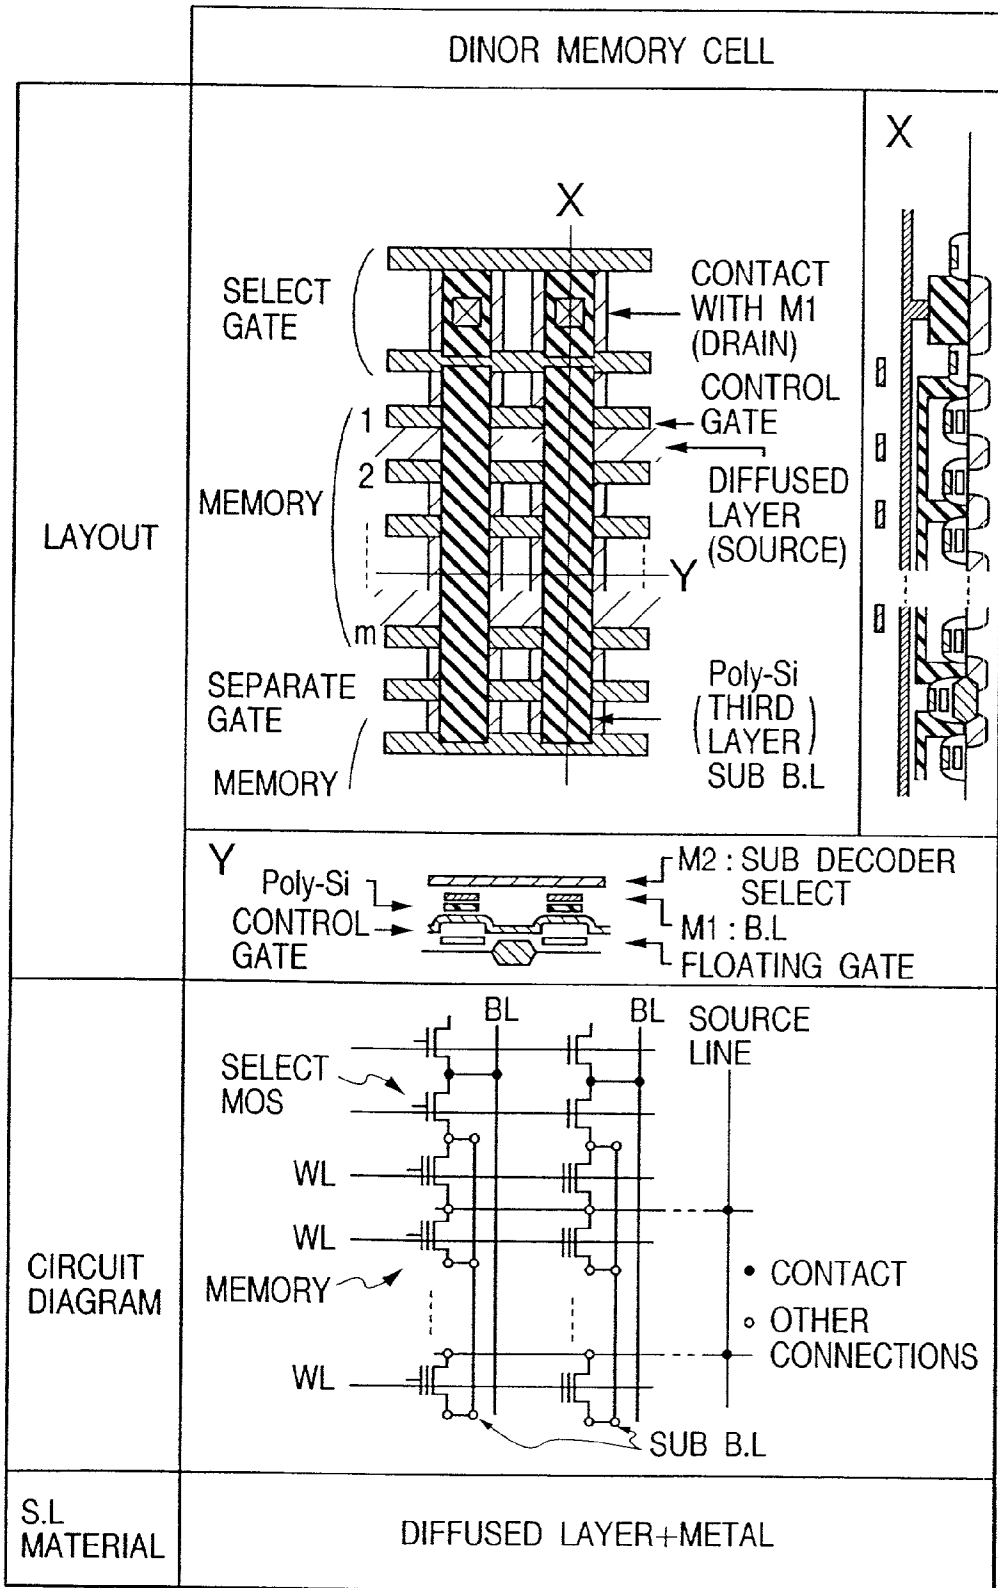 DINOR MEMORY CELL
LAYOUT
X
X
SELECT
GATE
CONTACT
WITH M1
(DRAIN)
CONTROL
GATE
1
2
MEMORY
DIFFUSED
LAYER
(SOURCE)
Y
m
SEPARATE
GATE
Poly-Si
(THIRD)
LAYER
SUB B.L
MEMORY
Y
Poly-Si
CONTROL
GATE
M2 : SUB DECODER
SELECT
M1 : B.L
FLOATING GATE
CIRCUIT
DIAGRAM
BL
BL
SOURCE
LINE
SELECT
MOS
WL
WL
MEMORY
CONTACT
OTHER
CONNECTIONS
WL
SUB B.L
S.L
MATERIAL
DIFFUSED LAYER+METAL